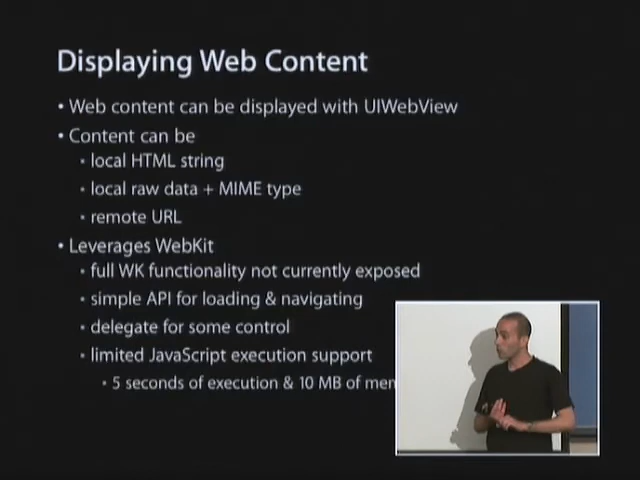 Displaying Web Content
• Web content can be displayed with UIWebView
• Content can be
• local HTML string
• local raw data + MIME type
• remote URL
• Leverages WebKit
• full WK functionality not currently exposed
• simple API for loading & navigating
• delegate for some control
• limited JavaScript execution support
• 5 seconds of execution & 10 MB of